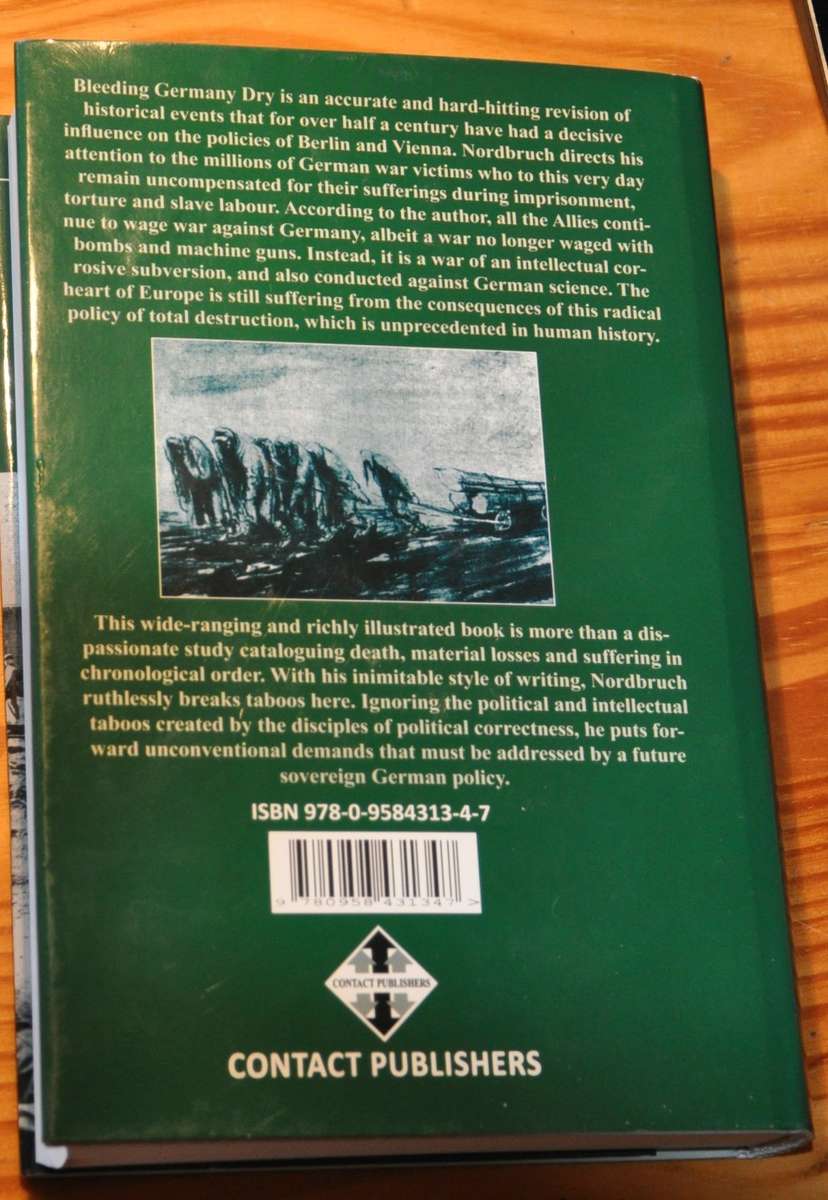 Bleeding Germany Dry is an accurate and hard-hitting revision of
historical events that for over half a century have had a decisive
influence on the policies of Berlin and Vienna. Nordbruch directs his
attention to the millions of German war victims who to this very day
remain uncompensated for their sufferings during imprisonment,
torture and slave labour. According to the author, all the Allies conti-
nue to wage war against Germany, albeit a war no longer waged with
bombs and machine guns. Instead, it is a war of an intellectual cor-
rosive subversion, and also conducted against German science. The
heart of Europe is still suffering from the consequences of this radical
policy of total destruction, which is unprecedented in human history.
This wide-ranging and richly illustrated book is more than a dis-
passionate study cataloguing death, material losses and suffering in
chronological order. With his inimitable style of writing, Nordbruch
ruthlessly breaks taboos here. Ignoring the political and intellectual
taboos created by the disciples of political correctness, he puts for-
ward unconventional demands that must be addressed by a future
sovereign German policy.
ISBN 978-0-9584313-4-7
9 780958 431347 >
CONTACT PUBLISHERS
CONTACT PUBLISHERS